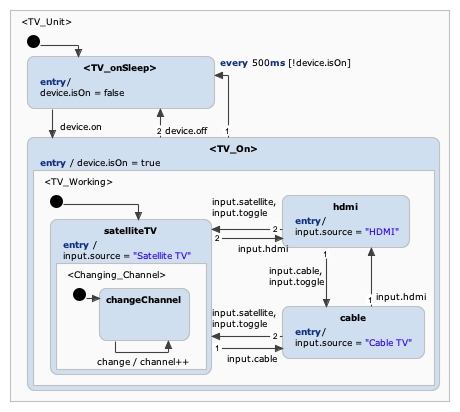 <TV_Unit>
<TV_onSleep>
entry/
device.isOn = false
every 500ms [!device.isOn]
device.on
2 device.off
1
<TV_On>
entry / device.isOn = true
<TV_Working>
satelliteTV
entry /
input.source = "Satellite TV"
<Changing_Channel>
changeChannel
change / channel++
input.satellite,
input.toggle
2
2
input.hdmi
hdmi
entry/
input.source = "HDMI"
1
input.cable,
input.toggle
input.hdmi
1
input.satellite,
input.toggle
2
1
input.cable
cable
entry/
input.source = "Cable TV"